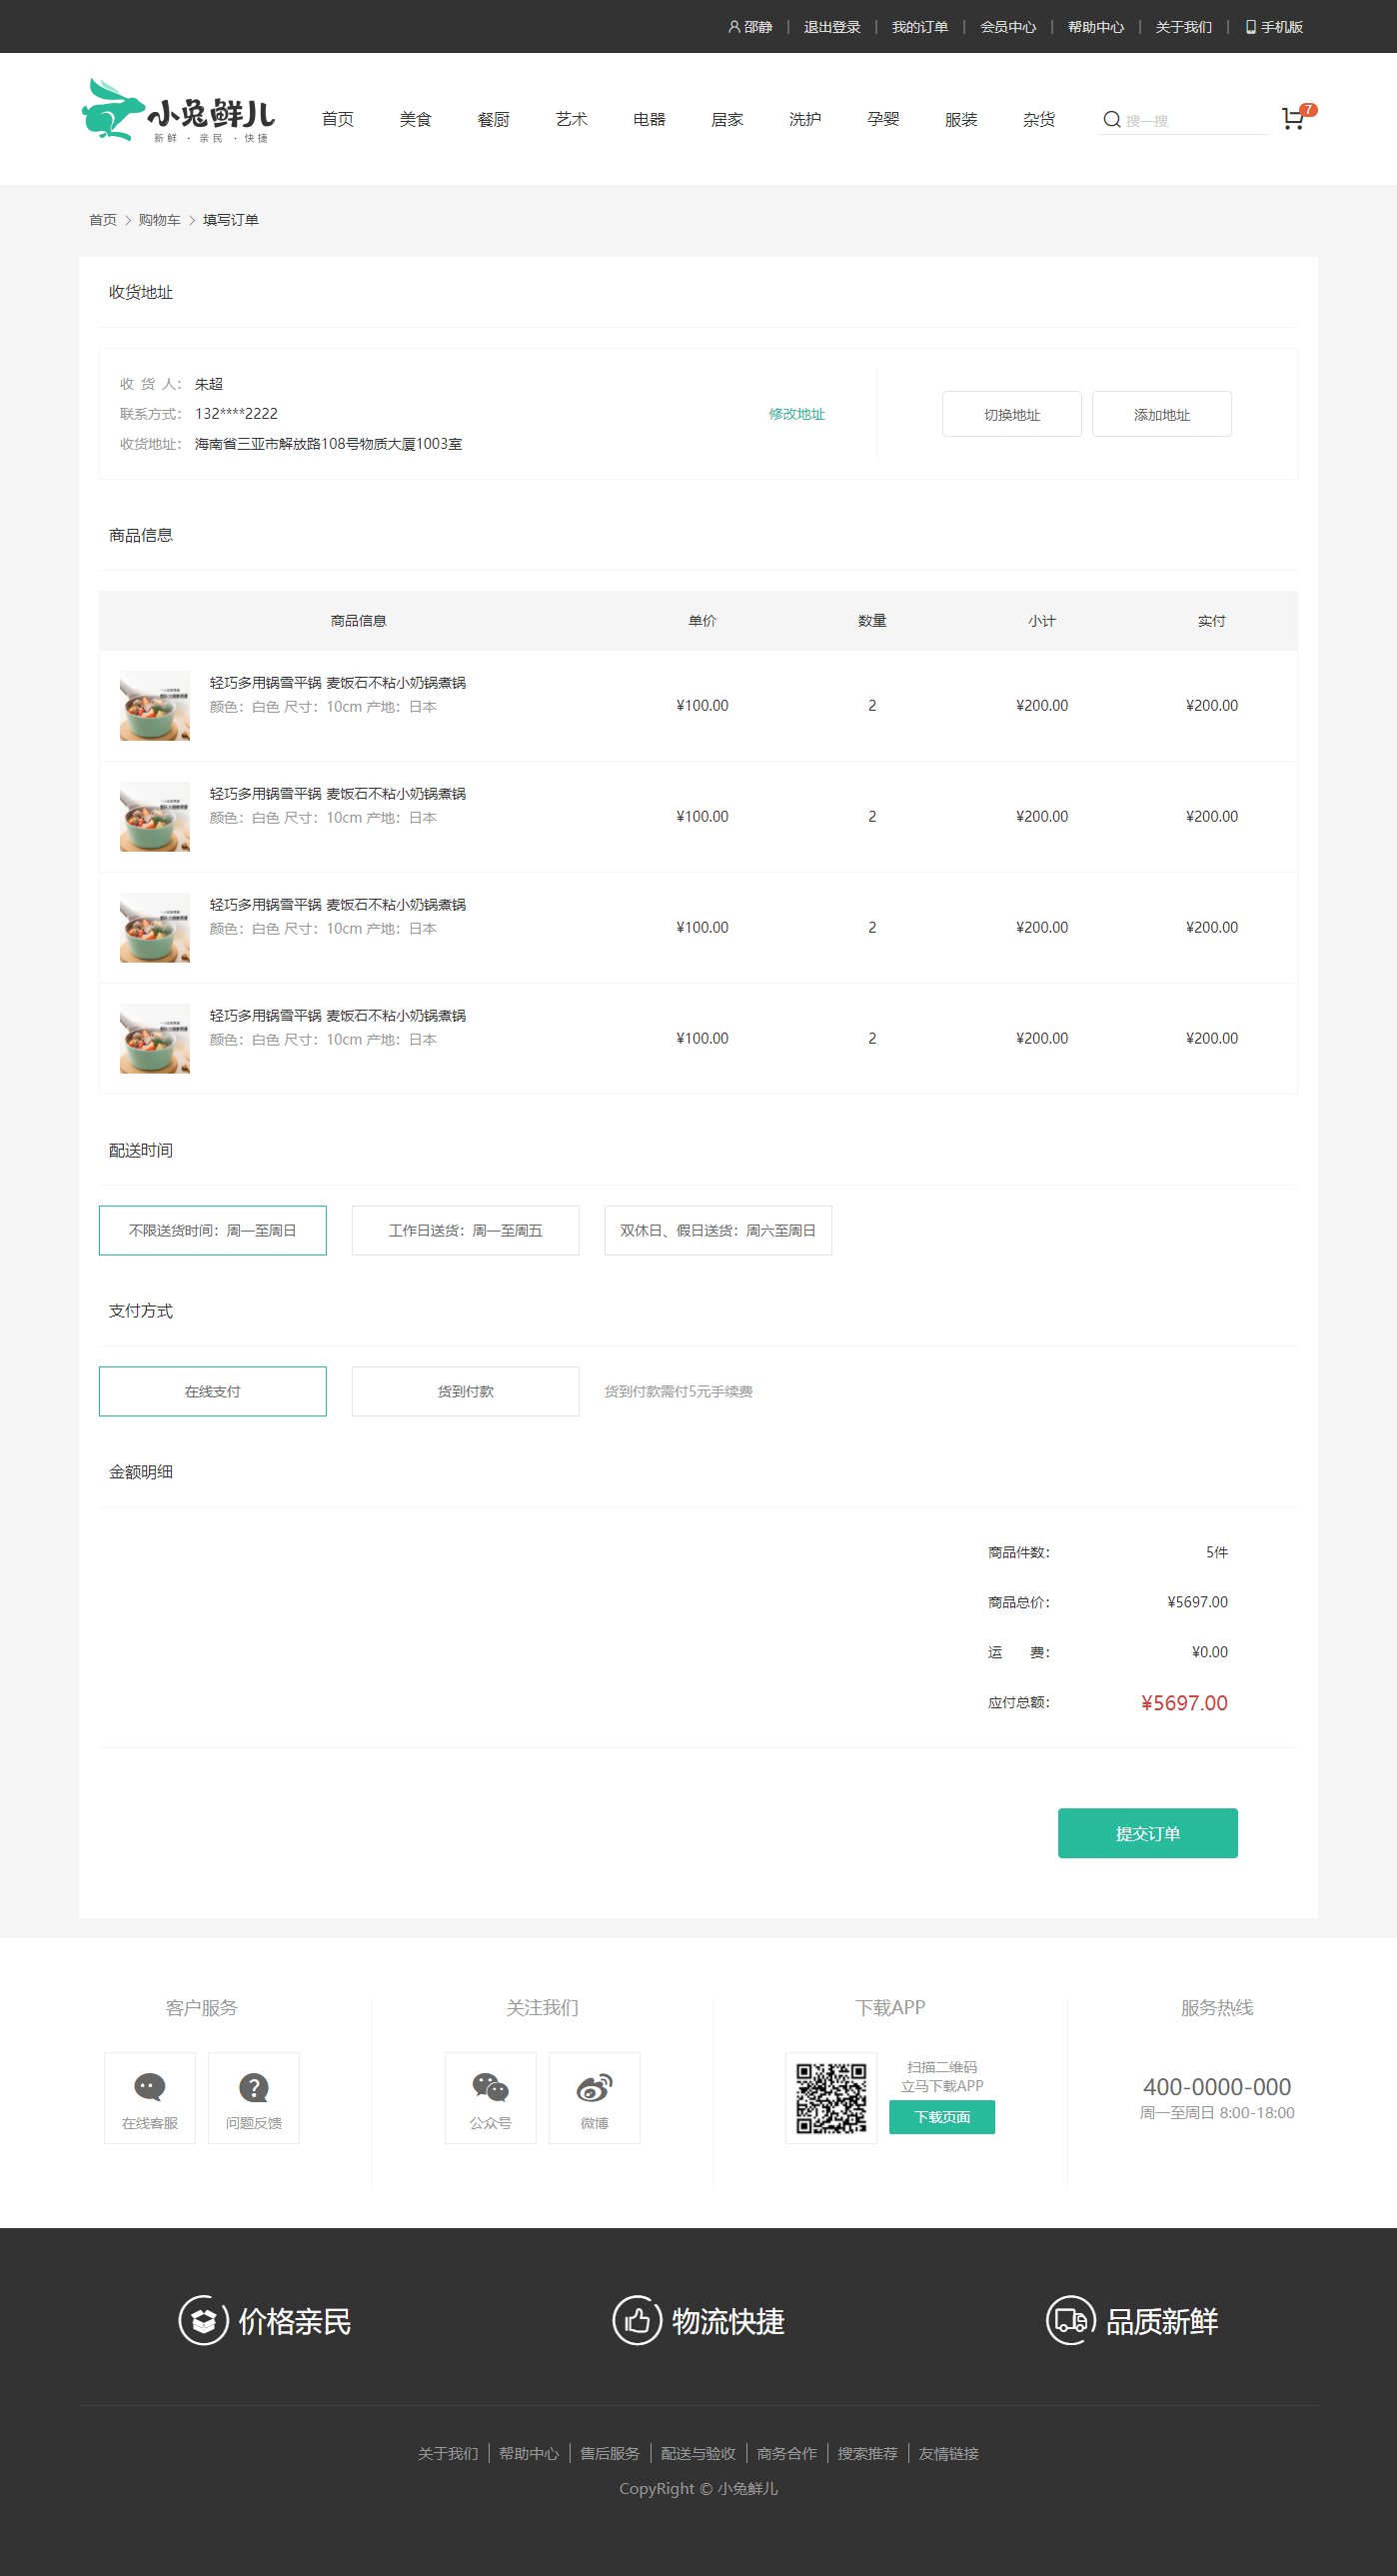 邵静 | 退出登录 | 我的订单 | 会员中心 | 帮助中心 | 关于我们 | 手机版
小兔鲜儿
新鲜 · 亲民 · 快捷
首页 美食 餐厨 艺术 电器 居家 洗护 孕婴 服装 杂货 搜一搜 7
首页 > 购物车 > 填写订单
收货地址
收 货 人： 朱超
联系方式： 132****2222
收货地址： 海南省三亚市解放路108号物质大厦1003室
修改地址
切换地址 添加地址
商品信息
商品信息 单价 数量 小计 实付
轻巧多用锅雪平锅 麦饭石不粘小奶锅煮锅
颜色：白色 尺寸：10cm 产地：日本
¥100.00 2 ¥200.00 ¥200.00
轻巧多用锅雪平锅 麦饭石不粘小奶锅煮锅
颜色：白色 尺寸：10cm 产地：日本
¥100.00 2 ¥200.00 ¥200.00
轻巧多用锅雪平锅 麦饭石不粘小奶锅煮锅
颜色：白色 尺寸：10cm 产地：日本
¥100.00 2 ¥200.00 ¥200.00
轻巧多用锅雪平锅 麦饭石不粘小奶锅煮锅
颜色：白色 尺寸：10cm 产地：日本
¥100.00 2 ¥200.00 ¥200.00
配送时间
不限送货时间：周一至周日 工作日送货：周一至周五 双休日、假日送货：周六至周日
支付方式
在线支付 货到付款 货到付款需付5元手续费
金额明细
商品件数： 5件
商品总价： ¥5697.00
运 费： ¥0.00
应付总额： ¥5697.00
提交订单
客户服务 关注我们 下载APP 服务热线
在线客服 问题反馈 公众号 微博
扫描二维码
立马下载APP
下载页面
400-0000-000
周一至周日 8:00-18:00
价格亲民 物流快捷 品质新鲜
关于我们 | 帮助中心 | 售后服务 | 配送与验收 | 商务合作 | 搜索推荐 | 友情链接
CopyRight © 小兔鲜儿